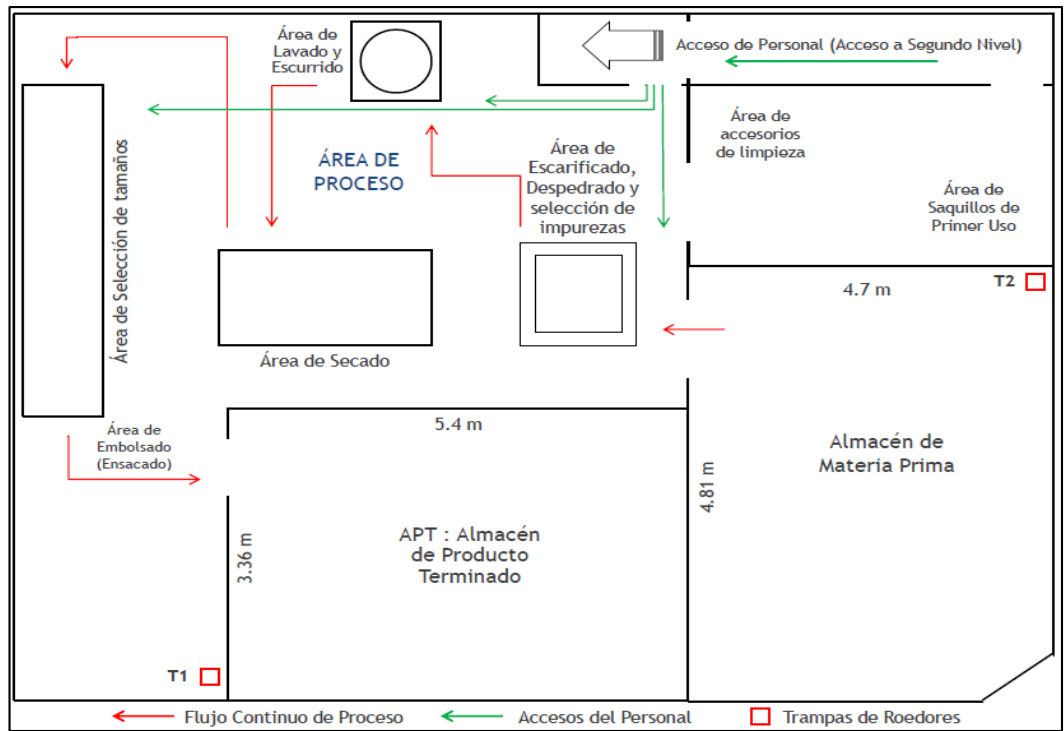 Área de
Lavado y
Escurrido
Acceso de Personal (Acceso a Segundo Nivel)
Área de
accesorios
de limpieza
ÁREA DE
PROCESO
Área de
Escarificado,
Despedrado y
selección de
impurezas
Área de
Saquillos de
Primer Uso
Área de Selección de tamaños
T2
4.7 m
Área de Secado
5.4 m
Área de
Embolsado
(Ensacado)
Almacén de
Materia Prima
4.81 m
APT : Almacén
de Producto
Terminado
3.36 m
T1
Flujo Continuo de Proceso
Accesos del Personal
Trampas de Roedores